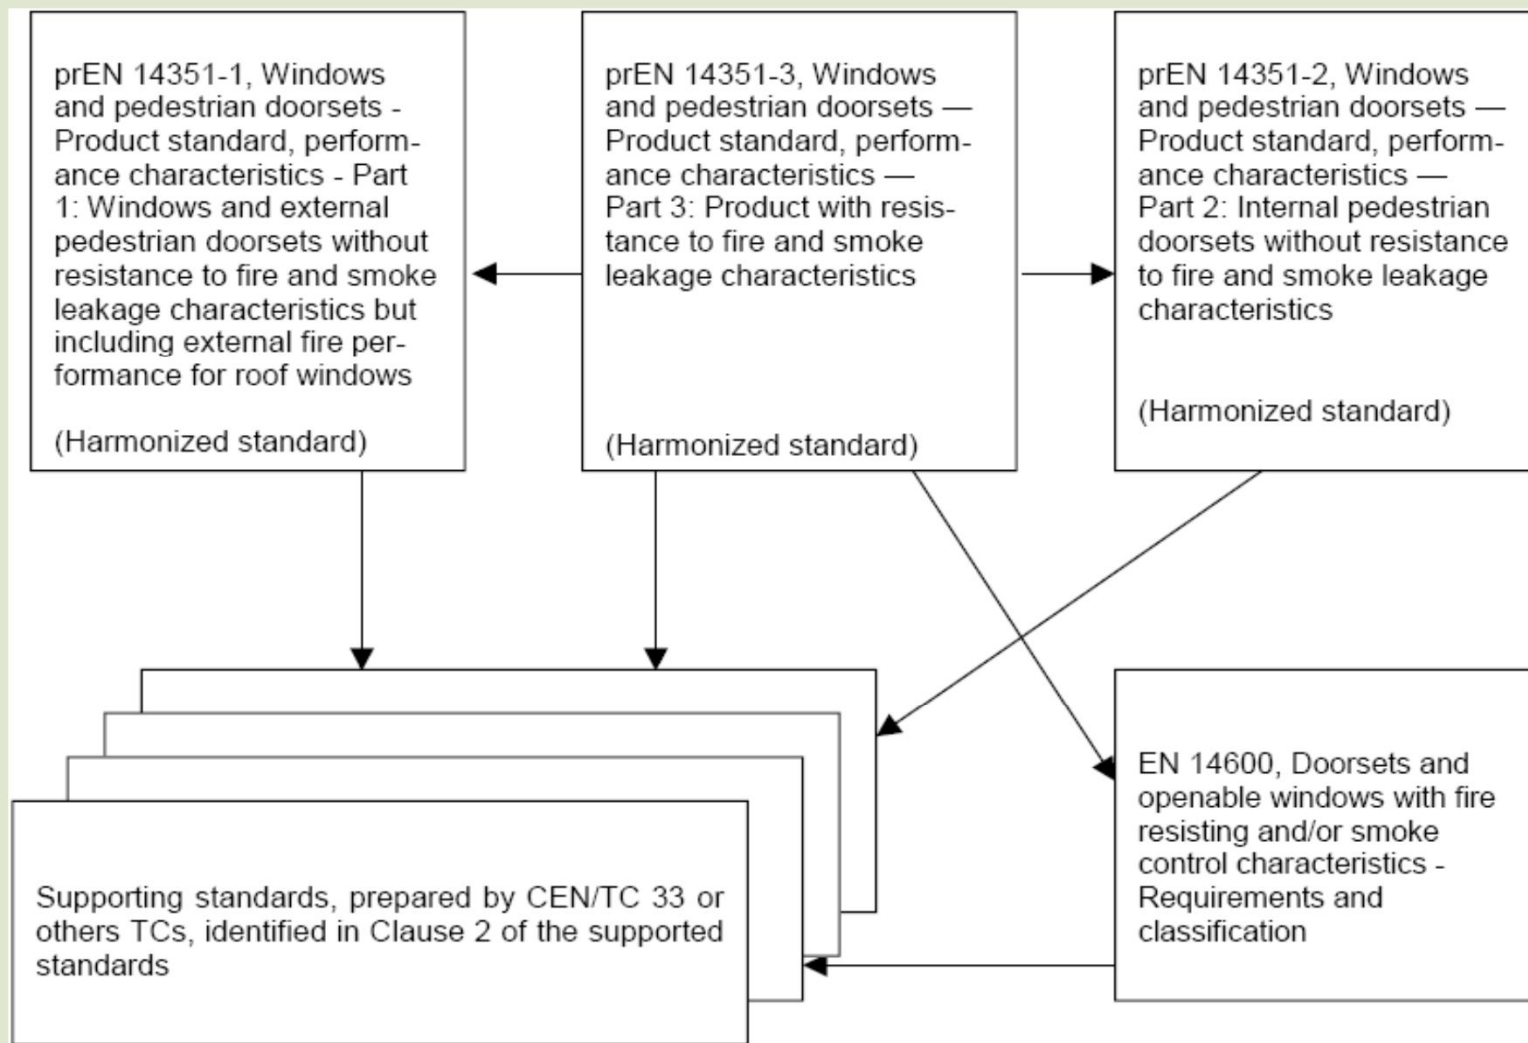 prEN 14351-1, Windows
and pedestrian doorsets -
Product standard, perform-
ance characteristics - Part
1: Windows and external
pedestrian doorsets without
resistance to fire and smoke
leakage characteristics but
including external fire per-
formance for roof windows
(Harmonized standard)
prEN 14351-3, Windows
and pedestrian doorsets —
Product standard, perform-
ance characteristics —
Part 3: Product with resis-
tance to fire and smoke
leakage characteristics
(Harmonized standard)
prEN 14351-2, Windows
and pedestrian doorsets —
Product standard, perform-
ance characteristics —
Part 2: Internal pedestrian
doorsets without resistance
to fire and smoke leakage
characteristics
(Harmonized standard)
Supporting standards, prepared by CEN/TC 33 or
others TCs, identified in Clause 2 of the supported
standards
EN 14600, Doorsets and
openable windows with fire
resisting and/or smoke
control characteristics -
Requirements and
classification